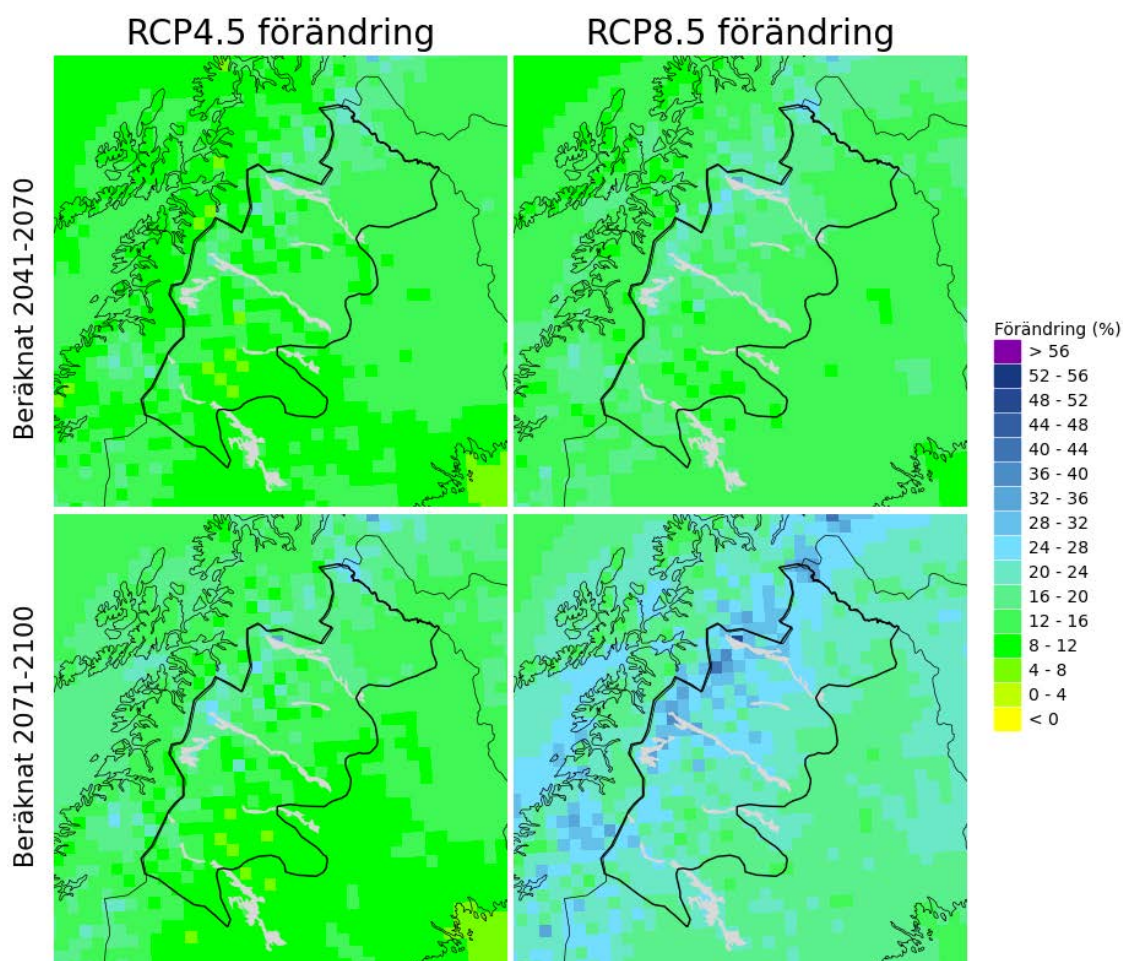 RCP4.5 förändring
RCP8.5 förändring
Beräknat 2041-2070
Beräknat 2071-2100
Förändring (%)
> 56
52 - 56
48 - 52
44 - 48
40 - 44
36 - 40
32 - 36
28 - 32
24 - 28
20 - 24
16 - 20
12 - 16
8 - 12
4 - 8
0 - 4
< 0